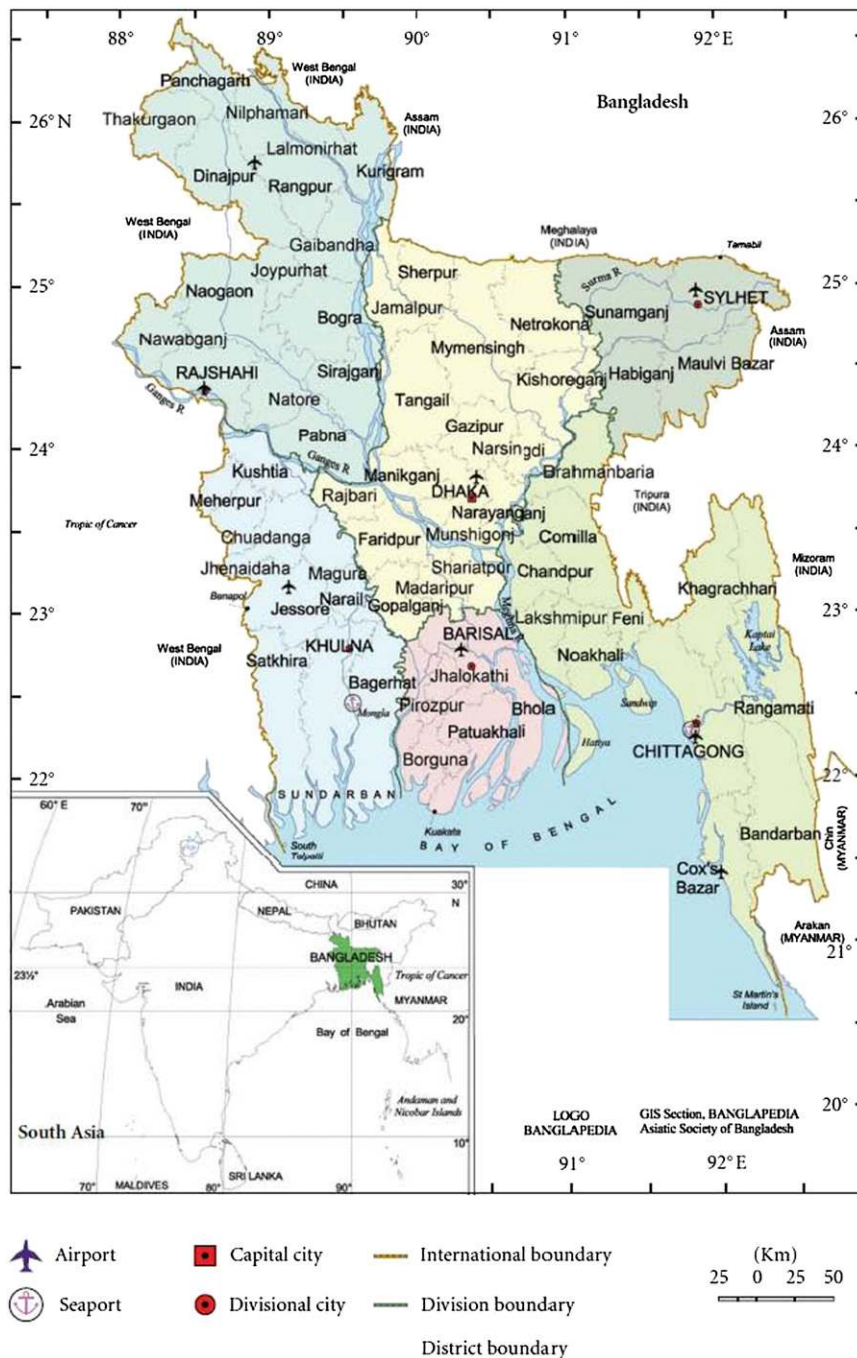 88° 89° 90° 91° 92° E
West Bengal
(INDIA)
Bangladesh
Panchagarh
26° N
26°
Thakurgaon
Nilphamari
Assam
(INDIA)
Lalmonirhat
Dinajpur
Kurigram
Rangpur
West Bengal
(INDIA)
Meghalaya
(INDIA)
Tamabil
Gaibandha
Joypurhat
Sherpur
25°
25°
Surma R
SYLHET
Naogaon
Jamalpur
Bogra
Sunamganj
Netrokona
Assam
(INDIA)
Nawabganj
Mymensingh
Maulvi Bazar
RAJSHAHI
Sirajganj
Kishoreganj
Habiganj
Ganges R.
Natore
Tangail
Gazipur
24°
24°
Pabna
Narsingdi
Ganges R
Kushtia
Manikganj
Brahmanbaria
Meherpur
Rajbari
DHAKA
Tripura
(INDIA)
Tropic of Cancer
Narayanganj
Chuadanga
Faridpur
Munshigonj
Comilla
Mizoram
(INDIA)
Jhenaidaha
Magura
Shariatpur
Chandpur
Khagrachhari
Madaripur
Benapol
Jessore
Narail
Gopalganj
23°
23°
Meghna
Lakshmipur
Feni
West Bengal
(INDIA)
KHULNA
BARISAL
Kaptai
Lake
Satkhira
Noakhali
Jhalokathi
Bagerhat
Sandwip
Rangamati
Pirozpur
Bhola
Mongla
Patuakhali
Hatiya
CHITTAGONG
Borguna
22°
22°
SUNDARBAN
Kuakata
BAY OF BENGAL
Bandarban
Chin
(MYANMAR)
South
Talpatti
Cox's
Bazar
Arakan
(MYANMAR)
21°
St Martin's
Island
20°
60° E
70°
CHINA
30°
N
PAKISTAN
NEPAL
BHUTAN
BANGLADESH
23½°
Tropic of Cancer
INDIA
Arabian
Sea
MYANMAR
20°
Bay of Bengal
Andaman and
Nicobar Islands
South Asia
10°
SRI LANKA
70°
MALDIVES
80°
90°
LOGO
BANGLAPEDIA
GIS Section, BANGLAPEDIA
Asiatic Society of Bangladesh
91°
92° E
Airport
Capital city
International boundary
(Km)
Seaport
Divisional city
Division boundary
25 0 25 50
District boundary